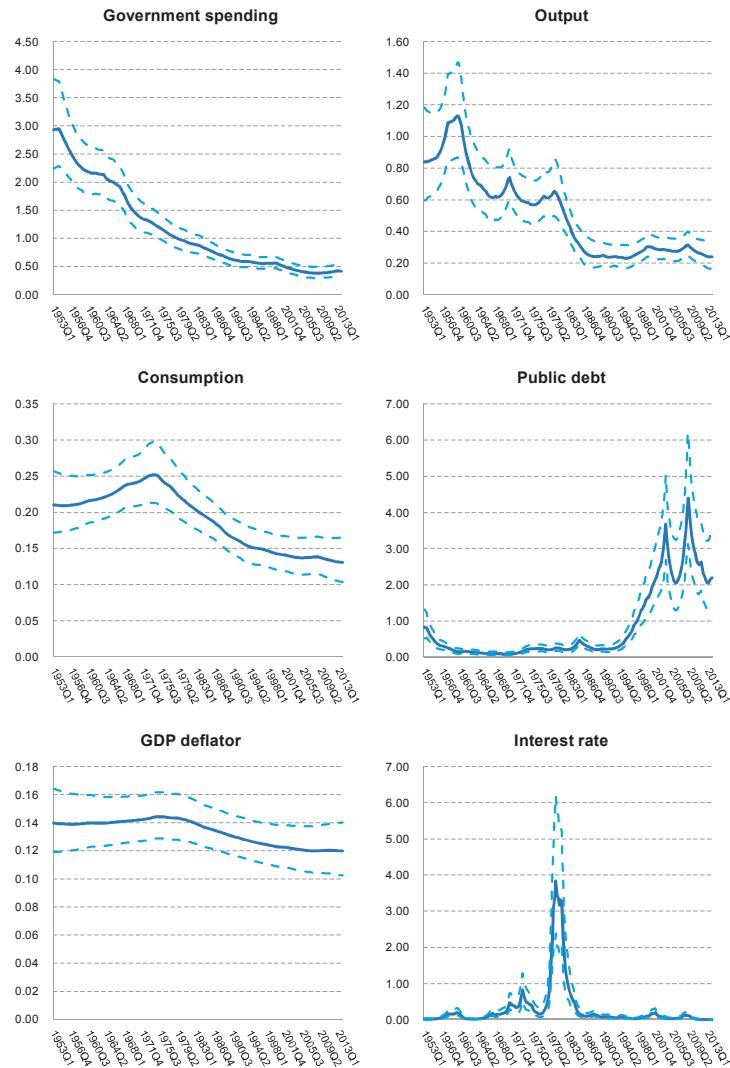 Government spending
4.50
4.00
3.50
3.00
2.50
2.00
1.50
1.00
0.50
0.00
1953Q1
1956Q4
1960Q3
1964Q2
1968Q1
1971Q4
1975Q3
1979Q2
1983Q1
1986Q4
1990Q3
1994Q2
1998Q1
2001Q4
2005Q3
2009Q2
2013Q1
Output
1.60
1.40
1.20
1.00
0.80
0.60
0.40
0.20
0.00
1953Q1
1956Q4
1960Q3
1964Q2
1968Q1
1971Q4
1975Q3
1979Q2
1983Q1
1986Q4
1990Q3
1994Q2
1998Q1
2001Q4
2005Q3
2009Q2
2013Q1
Consumption
0.35
0.30
0.25
0.20
0.15
0.10
0.05
0.00
1953Q1
1956Q4
1960Q3
1964Q2
1968Q1
1971Q4
1975Q3
1979Q2
1983Q1
1986Q4
1990Q3
1994Q2
1998Q1
2001Q4
2005Q3
2009Q2
2013Q1
Public debt
7.00
6.00
5.00
4.00
3.00
2.00
1.00
0.00
1953Q1
1956Q4
1960Q3
1964Q2
1968Q1
1971Q4
1975Q3
1979Q2
1983Q1
1986Q4
1990Q3
1994Q2
1998Q1
2001Q4
2005Q3
2009Q2
2013Q1
GDP deflator
0.18
0.16
0.14
0.12
0.10
0.08
0.06
0.04
0.02
0.00
1953Q1
1956Q4
1960Q3
1964Q2
1968Q1
1971Q4
1975Q3
1979Q2
1983Q1
1986Q4
1990Q3
1994Q2
1998Q1
2001Q4
2005Q3
2009Q2
2013Q1
Interest rate
7.00
6.00
5.00
4.00
3.00
2.00
1.00
0.00
1953Q1
1956Q4
1960Q3
1964Q2
1968Q1
1971Q4
1975Q3
1979Q2
1983Q1
1986Q4
1990Q3
1994Q2
1998Q1
2001Q4
2005Q3
2009Q2
2013Q1